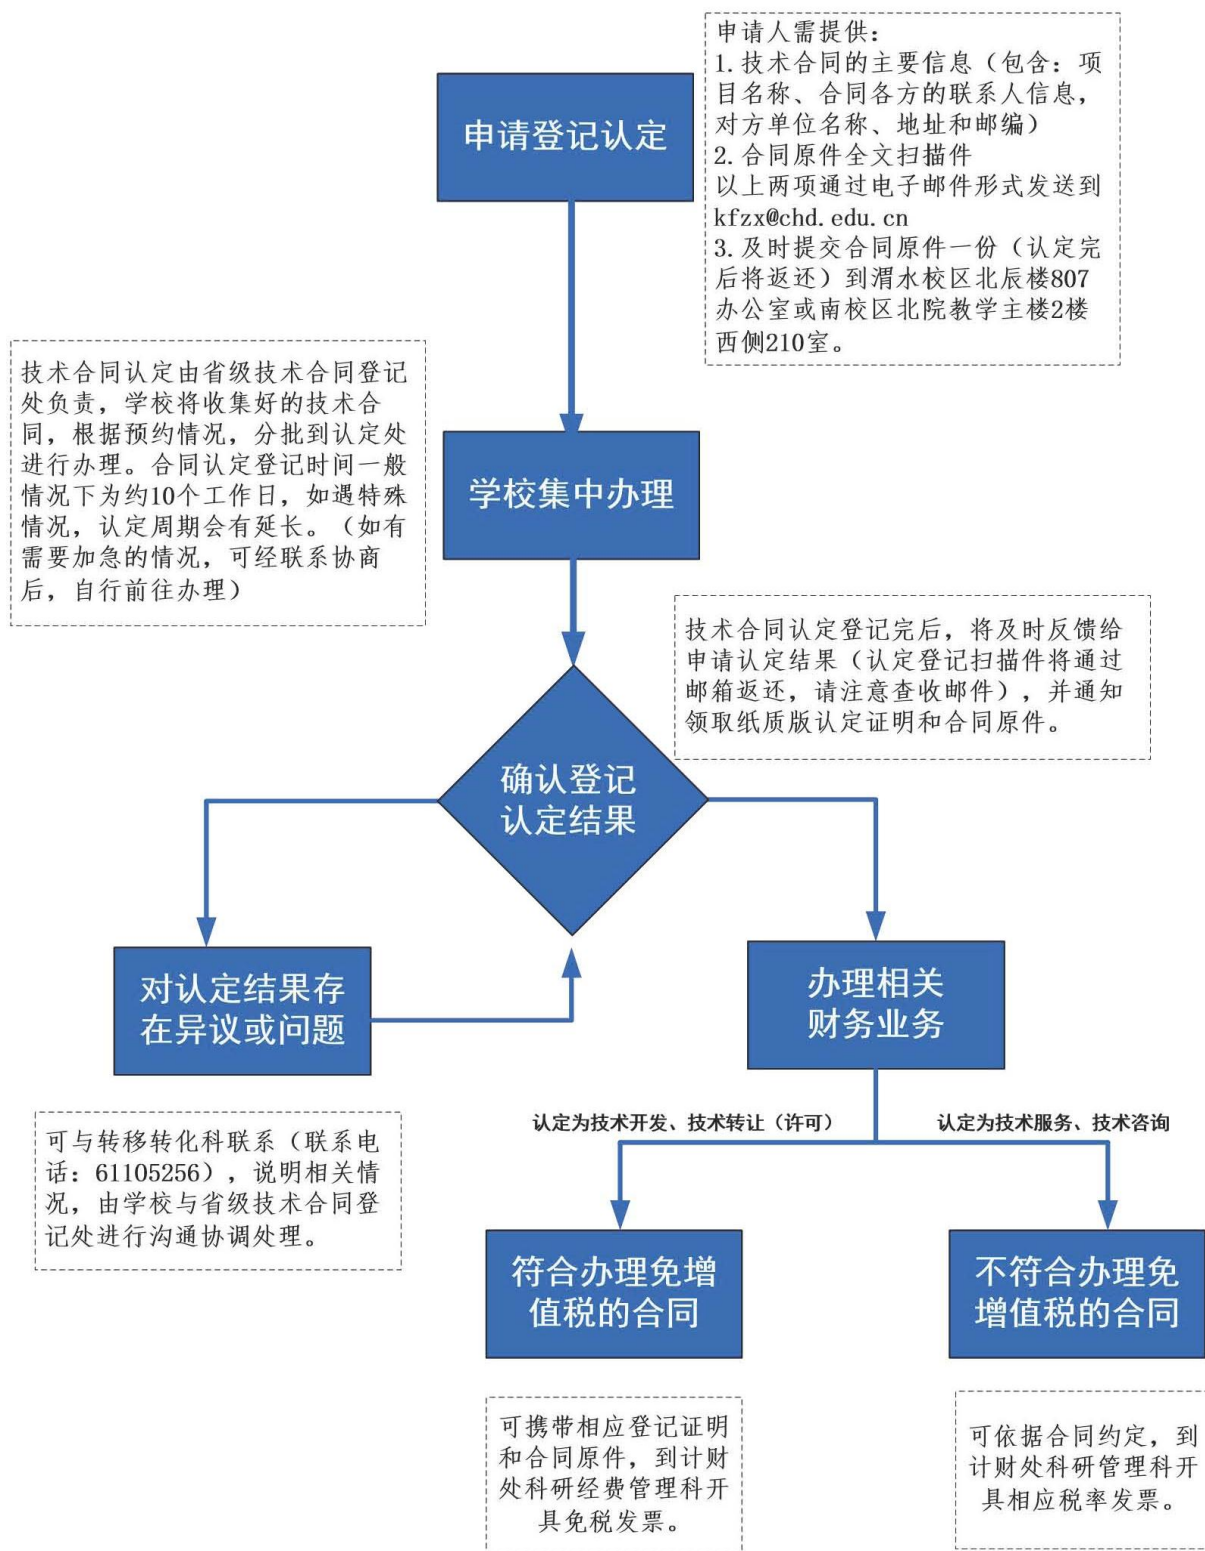 申请登记认定
申请人需提供：
1.技术合同的主要信息（包含：项
目名称、合同各方的联系人信息，
对方单位名称、地址和邮编）
2.合同原件全文扫描件
以上两项通过电子邮件形式发送到
kfzx@chd.edu.cn
3.及时提交合同原件一份（认定完
后将返还）到渭水校区北辰楼807
办公室或南校区北院教学主楼2楼
西侧210室。
技术合同认定由省级技术合同登记
处负责，学校将收集好的技术合
同，根据预约情况，分批到认定处
进行办理。合同认定登记时间一般
情况下为约10个工作日，如遇特殊
情况，认定周期会有延长。（如有
需要加急的情况，可经联系协商
后，自行前往办理）
学校集中办理
技术合同认定登记完后，将及时反馈给
申请认定结果（认定登记扫描件将通过
邮箱返还，请注意查收邮件），并通知
领取纸质版认定证明和合同原件。
确认登记
认定结果
对认定结果存
在异议或问题
办理相关
财务业务
可与转移转化科联系（联系电
话：61105256），说明相关情
况，由学校与省级技术合同登
记处进行沟通协调处理。
认定为技术开发、技术转让（许可）
认定为技术服务、技术咨询
符合办理免增
值税的合同
不符合办理免
增值税的合同
可携带相应登记证明
和合同原件，到计财
处科研经费管理科开
具免税发票。
可依据合同约定，到
计财处科研管理科开
具相应税率发票。